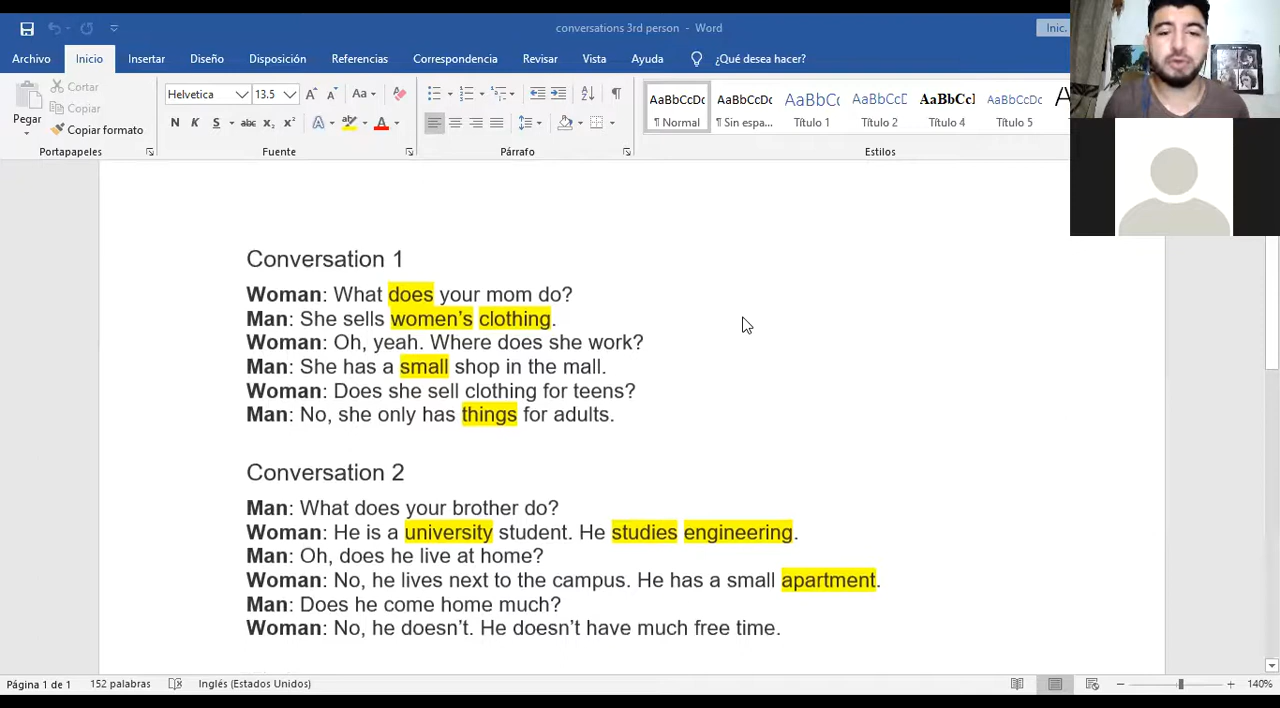 conversations 3rd person - Word
Inic.
Archivo Inicio Insertar Diseño Disposición Referencias Correspondencia Revisar Vista Ayuda ¿Qué desea hacer?
Pegar
Cortar
Copiar
Copiar formato
Portapapeles
Helvetica 13.5 Aa
N K S abc x₂ x² A A
Fuente
Párrafo
AaBbCcDc AaBbCcDc AaBbCc AaBbCcD AaBbCcI AaBbCcD A
¶ Normal ¶ Sin espa... Título 1 Título 2 Título 4 Título 5
Estilos
Conversation 1
Woman: What does your mom do?
Man: She sells women’s clothing.
Woman: Oh, yeah. Where does she work?
Man: She has a small shop in the mall.
Woman: Does she sell clothing for teens?
Man: No, she only has things for adults.
Conversation 2
Man: What does your brother do?
Woman: He is a university student. He studies engineering.
Man: Oh, does he live at home?
Woman: No, he lives next to the campus. He has a small apartment.
Man: Does he come home much?
Woman: No, he doesn’t. He doesn’t have much free time.
Página 1 de 1 152 palabras Inglés (Estados Unidos) 140%